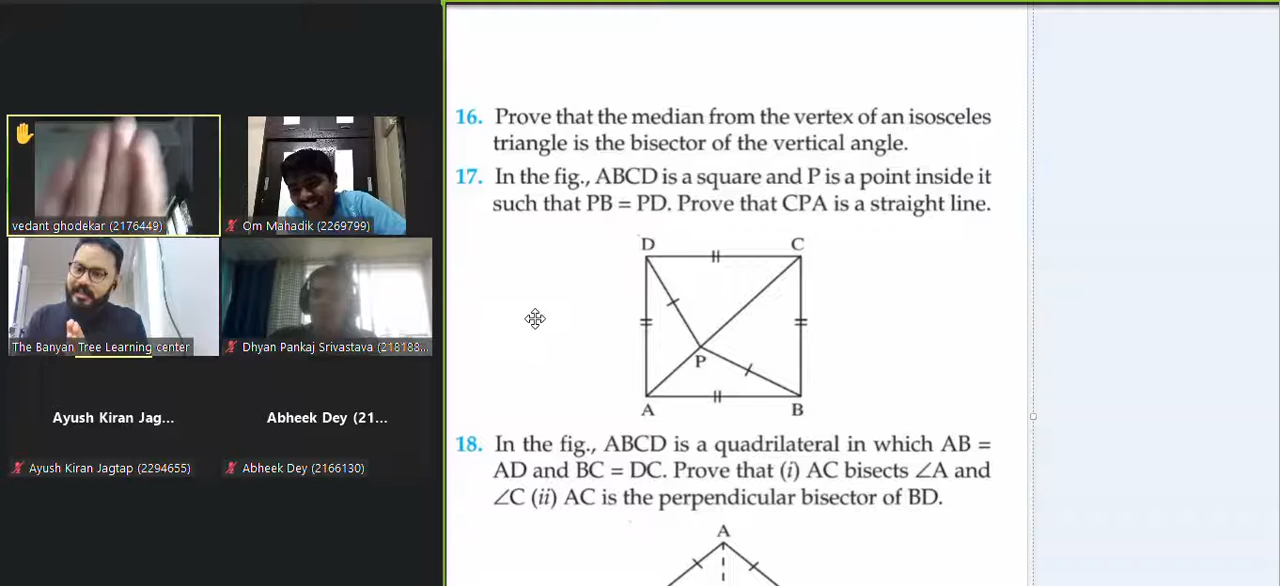 vedant ghodekar (2176449)
Om Mahadik (2269799)
The Banyan Tree Learning center
Dhyan Pankaj Srivastava (218188...
Ayush Kiran Jag...
Abheek Dey (21...
Ayush Kiran Jagtap (2294655)
Abheek Dey (2166130)
16. Prove that the median from the vertex of an isosceles
triangle is the bisector of the vertical angle.
17. In the fig., ABCD is a square and P is a point inside it
such that PB = PD. Prove that CPA is a straight line.
D C
P
A B
18. In the fig., ABCD is a quadrilateral in which AB =
AD and BC = DC. Prove that (i) AC bisects ∠A and
∠C (ii) AC is the perpendicular bisector of BD.
A